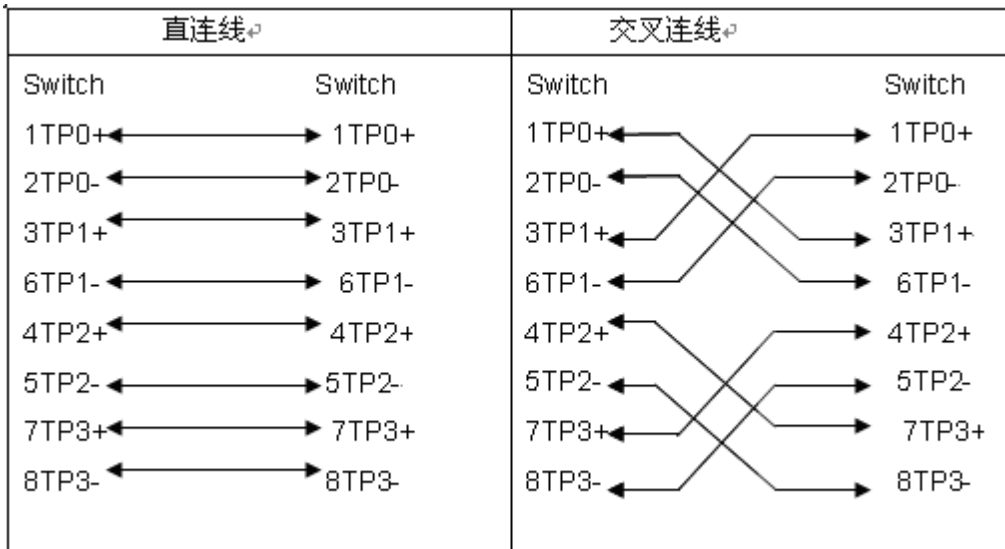 直连线
交叉连线
Switch Switch
1TP0+ 1TP0+
2TP0- 2TP0-
3TP1+ 3TP1+
6TP1- 6TP1-
4TP2+ 4TP2+
5TP2- 5TP2-
7TP3+ 7TP3+
8TP3- 8TP3-
Switch Switch
1TP0+ 1TP0+
2TP0- 2TP0-
3TP1+ 3TP1+
6TP1- 6TP1-
4TP2+ 4TP2+
5TP2- 5TP2-
7TP3+ 7TP3+
8TP3- 8TP3-